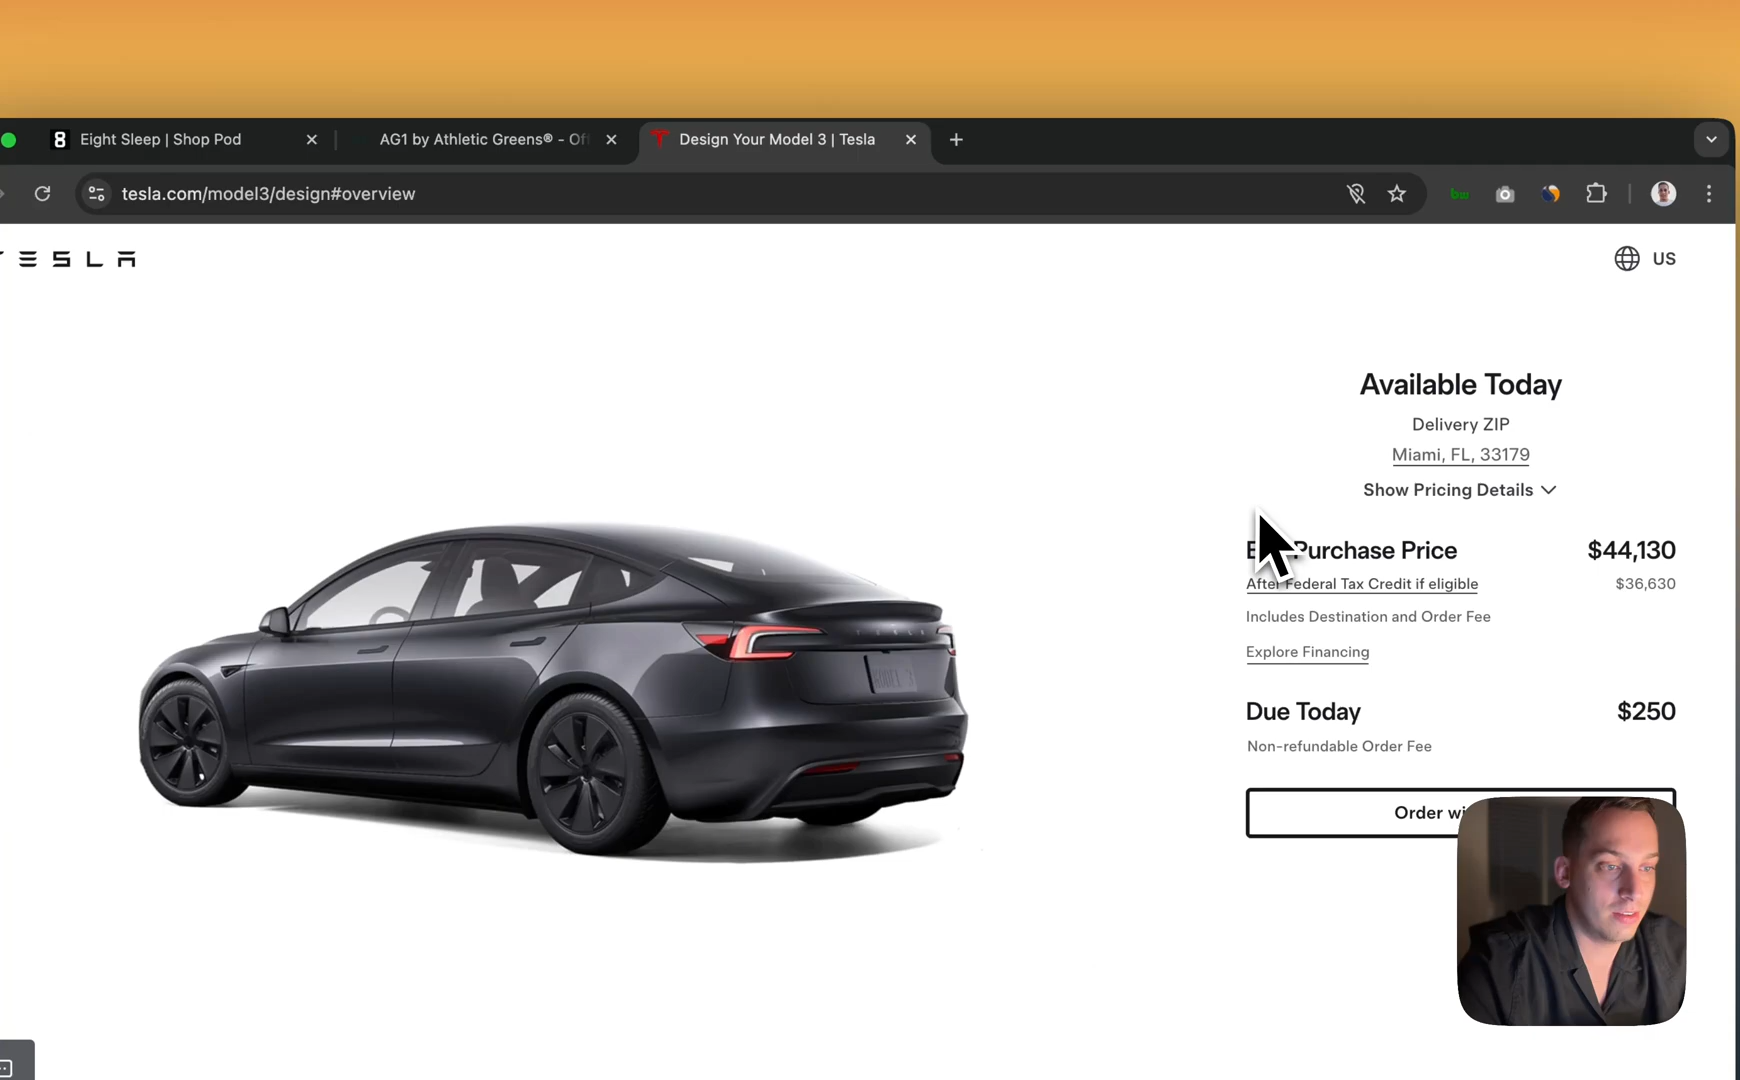 Eight Sleep | Shop Pod
AG1 by Athletic Greens® - Of
Design Your Model 3 | Tesla
tesla.com/model3/design#overview
TESLA
US
Available Today
Delivery ZIP
Miami, FL, 33179
Show Pricing Details
Purchase Price $44,130
After Federal Tax Credit if eligible $36,630
Includes Destination and Order Fee
Explore Financing
Due Today $250
Non-refundable Order Fee
Order
TESLA
MODEL 3